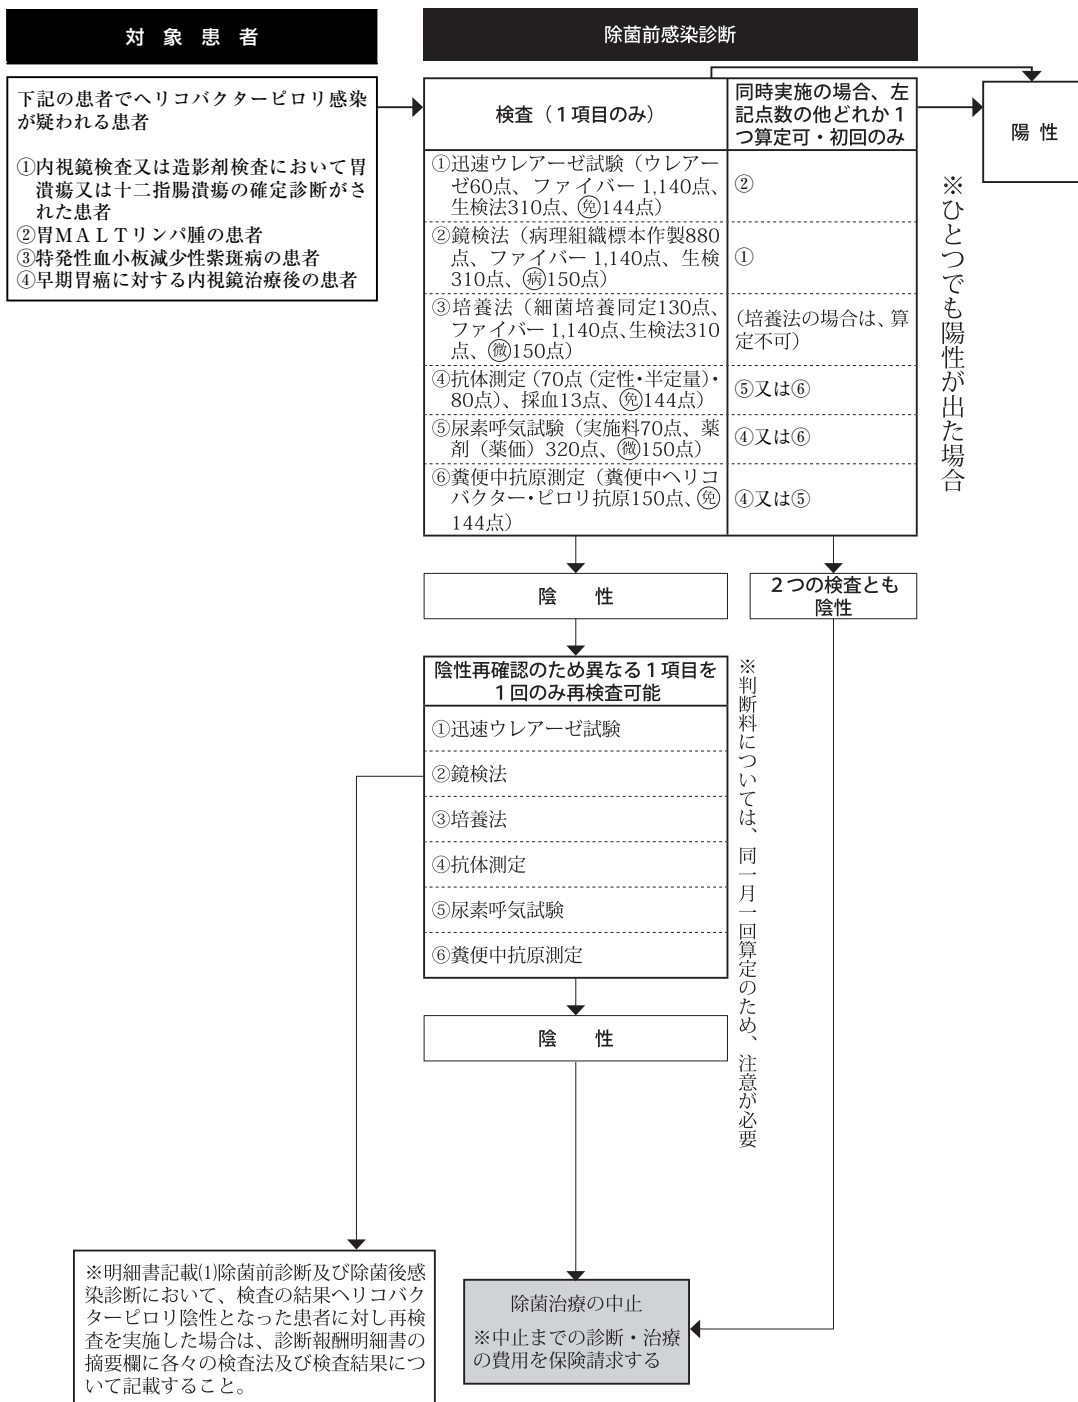 対象患者
下記の患者でヘリコバクターピロリ感染
が疑われる患者
①内視鏡検査又は造影剤検査において胃
潰瘍又は十二指腸潰瘍の確定診断がさ
れた患者
②胃MALTリンパ腫の患者
③特発性血小板減少性紫斑病の患者
④早期胃癌に対する内視鏡治療後の患者
除菌前感染診断
検査（１項目のみ）
同時実施の場合、左
記点数の他どれか１
つ算定可・初回のみ
①迅速ウレアーゼ試験（ウレアー
ゼ60点、ファイバー1,140点、
生検法310点、㊝144点）
②
②鏡検法（病理組織標本作製880
点、ファイバー1,140点、生検
310点、病150点）
①
③培養法（細菌培養同定130点、
ファイバー1,140点、生検法310
点、微150点）
（培養法の場合は、算
定不可）
④抗体測定（70点（定性・半定量）・
80点）、採血13点、免144点）
⑤又は⑥
⑤尿素呼気試験（実施料70点、薬
剤（薬価）320点、微150点）
④又は⑥
⑥糞便中抗原測定（糞便中ヘリコ
バクター・ピロリ抗原150点、免
144点）
④又は⑤
陽性
※ひとつでも陽性が出た場合
陰性
２つの検査とも
陰性
陰性再確認のため異なる１項目を
１回のみ再検査可能
①迅速ウレアーゼ試験
②鏡検法
③培養法
④抗体測定
⑤尿素呼気試験
⑥糞便中抗原測定
※判断料については、同一月一回算定のため、注意が必要
陰性
※明細書記載⑴除菌前診断及び除菌後感
染診断において、検査の結果ヘリコバク
ターピロリ陰性となった患者に対し再検
査を実施した場合は、診断報酬明細書の
摘要欄に各々の検査法及び検査結果につ
いて記載すること。
除菌治療の中止
※中止までの診断・治療
の費用を保険請求する